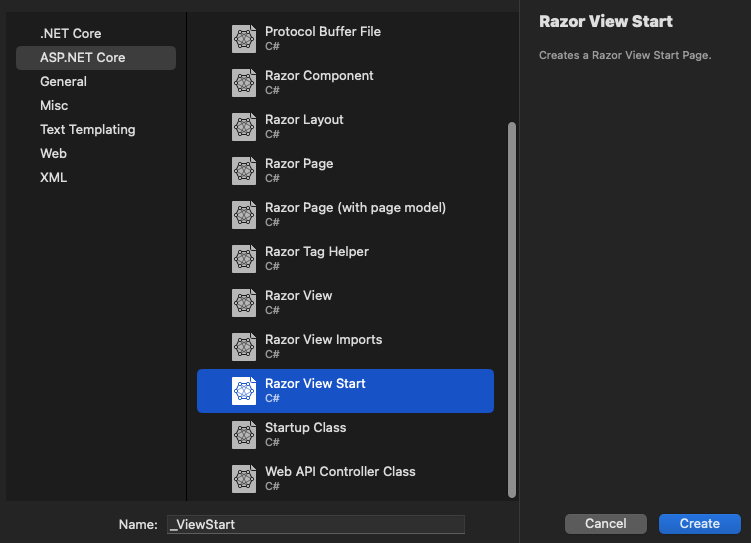 .NET Core
ASP.NET Core
General
Misc
Text Templating
Web
XML
Protocol Buffer File
C#
Razor Component
C#
Razor Layout
C#
Razor Page
C#
Razor Page (with page model)
C#
Razor Tag Helper
C#
Razor View
C#
Razor View Imports
C#
Razor View Start
C#
Startup Class
C#
Web API Controller Class
C#
Razor View Start
Creates a Razor View Start Page.
Name: _ViewStart
Cancel
Create